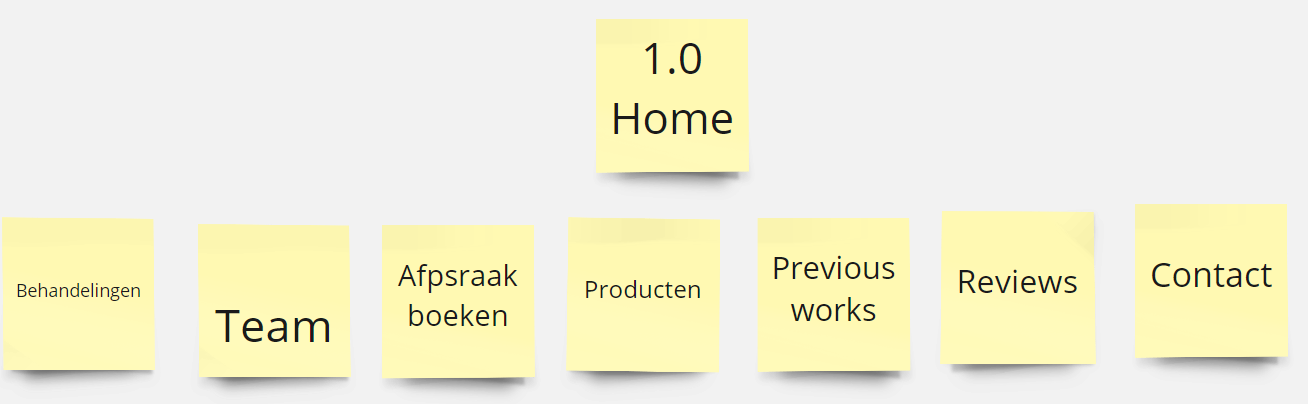 1.0
Home
Behandelingen
Team
Afpsraak
boeken
Producten
Previous
works
Reviews
Contact